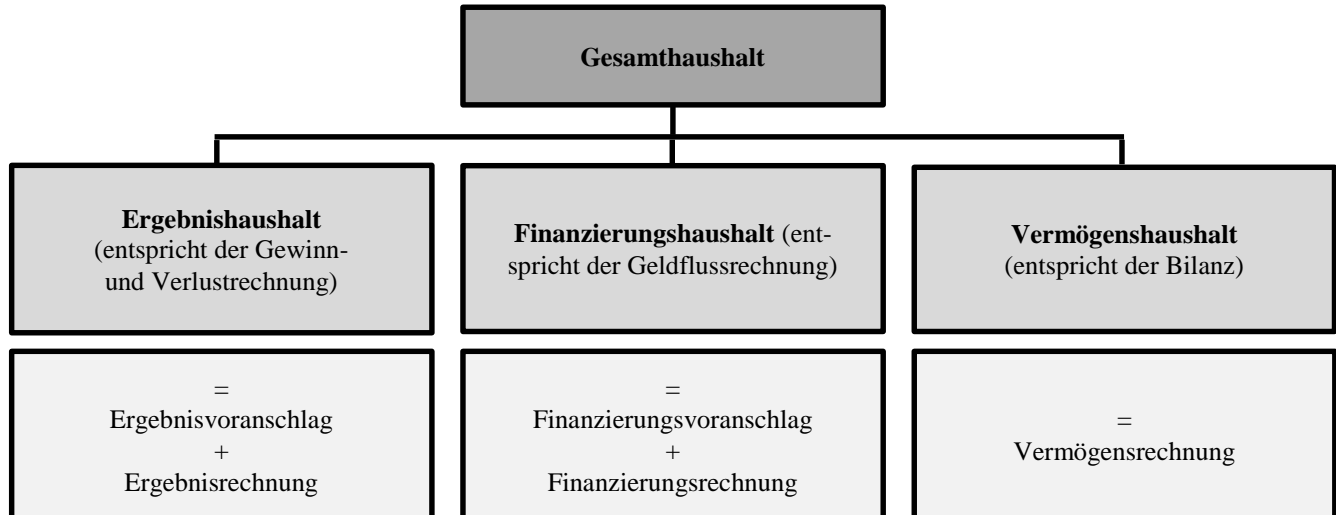 Gesamthaushalt
Ergebnishaushalt
(entspricht der Gewinn-
und Verlustrechnung)
Finanzierungshaushalt (ent-
spricht der Geldflussrechnung)
Vermögenshaushalt
(entspricht der Bilanz)
=
Ergebnisvoranschlag
+
Ergebnisrechnung
=
Finanzierungsvoranschlag
+
Finanzierungsrechnung
=
Vermögensrechnung